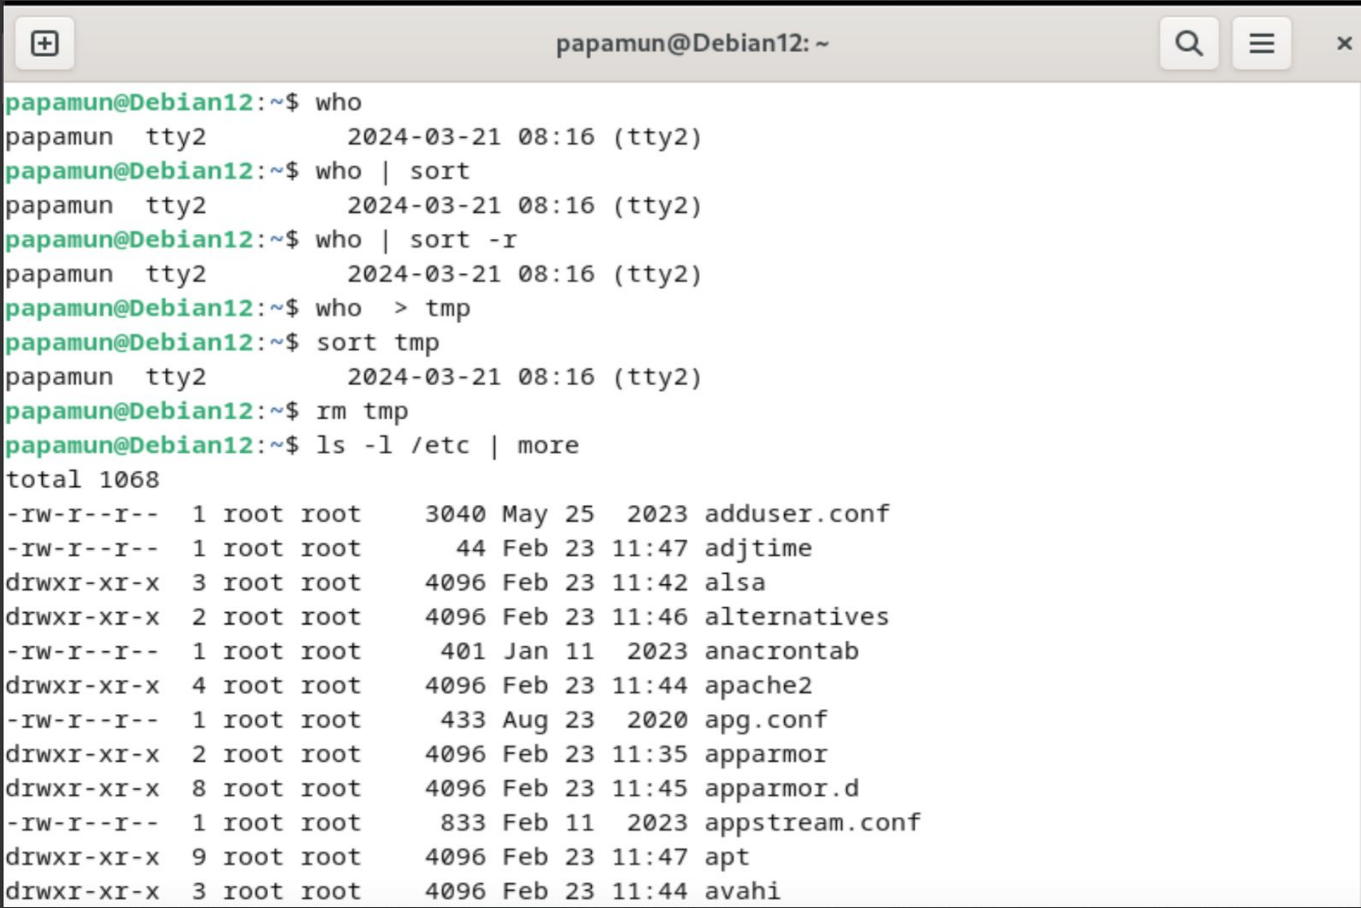 papamun@Debian12: ~
papamun@Debian12:~$ who
papamun  tty2         2024-03-21 08:16 (tty2)
papamun@Debian12:~$ who | sort
papamun  tty2         2024-03-21 08:16 (tty2)
papamun@Debian12:~$ who | sort -r
papamun  tty2         2024-03-21 08:16 (tty2)
papamun@Debian12:~$ who  > tmp
papamun@Debian12:~$ sort tmp
papamun  tty2         2024-03-21 08:16 (tty2)
papamun@Debian12:~$ rm tmp
papamun@Debian12:~$ ls -l /etc | more
total 1068
-rw-r--r--  1 root root    3040 May 25  2023 adduser.conf
-rw-r--r--  1 root root      44 Feb 23 11:47 adjtime
drwxr-xr-x  3 root root    4096 Feb 23 11:42 alsa
drwxr-xr-x  2 root root    4096 Feb 23 11:46 alternatives
-rw-r--r--  1 root root     401 Jan 11  2023 anacrontab
drwxr-xr-x  4 root root    4096 Feb 23 11:44 apache2
-rw-r--r--  1 root root     433 Aug 23  2020 apg.conf
drwxr-xr-x  2 root root    4096 Feb 23 11:35 apparmor
drwxr-xr-x  8 root root    4096 Feb 23 11:45 apparmor.d
-rw-r--r--  1 root root     833 Feb 11  2023 appstream.conf
drwxr-xr-x  9 root root    4096 Feb 23 11:47 apt
drwxr-xr-x  3 root root    4096 Feb 23 11:44 avahi